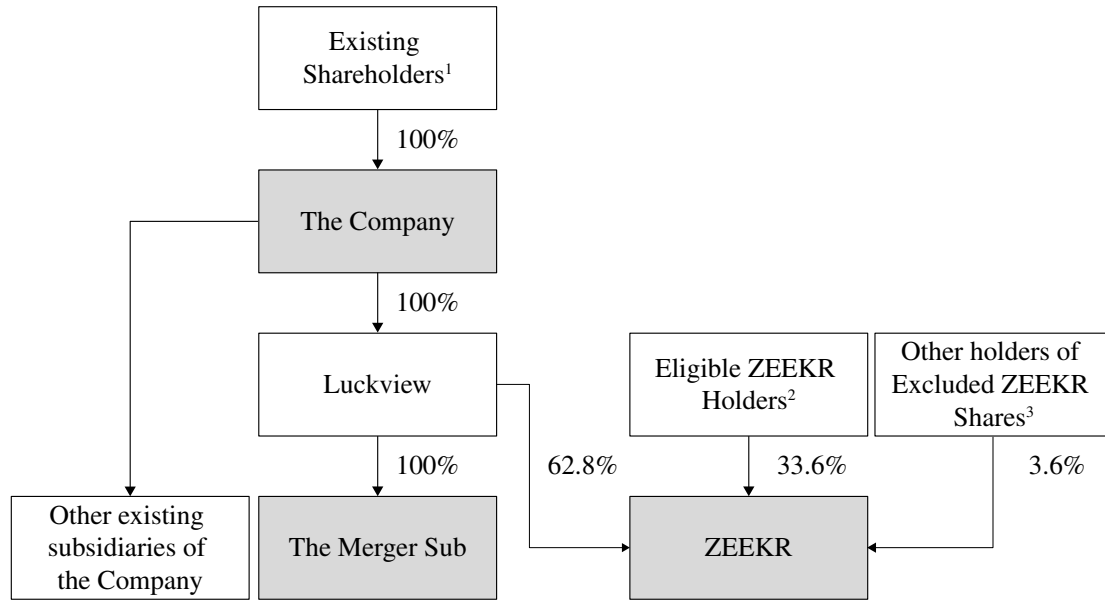 Existing
Shareholders¹
100%
The Company
100%
Luckview
Eligible ZEEKR
Holders²
Other holders of
Excluded ZEEKR
Shares³
100%
62.8%
33.6%
3.6%
Other existing
subsidiaries of
the Company
The Merger Sub
ZEEKR